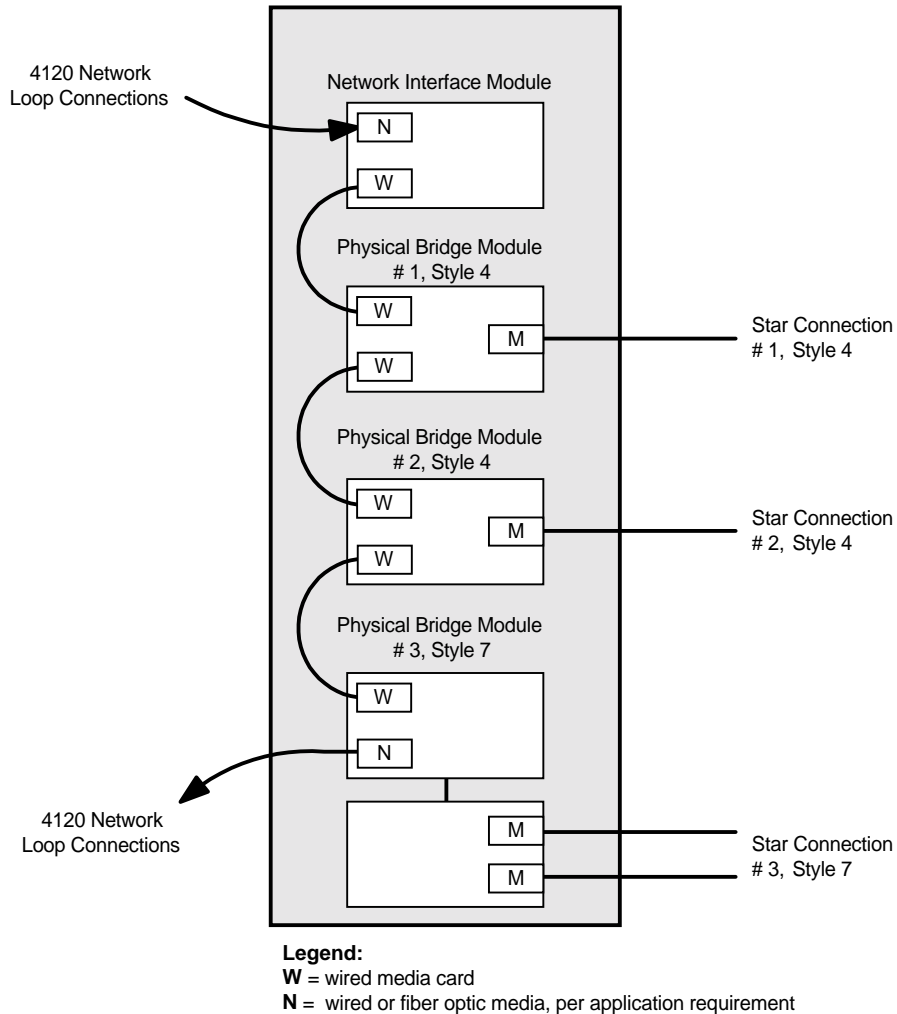 4120 Network
Loop Connections
Network Interface Module
N
W
Physical Bridge Module
# 1, Style 4
W
M
W
Star Connection
# 1, Style 4
Physical Bridge Module
# 2, Style 4
W
M
W
Star Connection
# 2, Style 4
Physical Bridge Module
# 3, Style 7
W
N
4120 Network
Loop Connections
M
M
Star Connection
# 3, Style 7
Legend:
W = wired media card
N = wired or fiber optic media, per application requirement